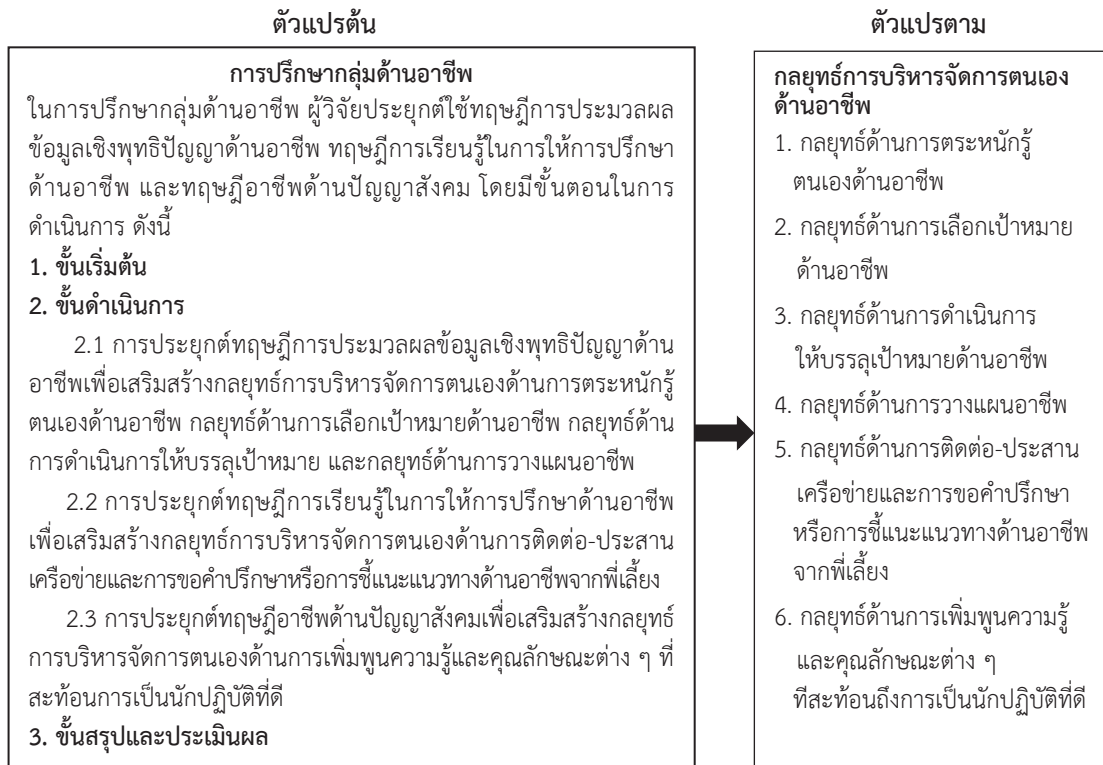 ตัวแปรต้น
การปรึกษากลุ่มด้านอาชีพ
ในการปรึกษากลุ่มด้านอาชีพ ผู้วิจัยประยุกต์ใช้ทฤษฎีการประมวลผล
ข้อมูลเชิงพุทธิปัญญาด้านอาชีพ ทฤษฎีการเรียนรู้ในการให้การปรึกษา
ด้านอาชีพ และทฤษฎีอาชีพด้านปัญญาสังคม โดยมีขั้นตอนในการ
ดำเนินการ ดังนี้
1. ขั้นเริ่มต้น
2. ขั้นดำเนินการ
2.1 การประยุกต์ทฤษฎีการประมวลผลข้อมูลเชิงพุทธิปัญญาด้าน
อาชีพเพื่อเสริมสร้างกลยุทธ์การบริหารจัดการตนเองด้านการตระหนักรู้
ตนเองด้านอาชีพ กลยุทธ์ด้านการเลือกเป้าหมายด้านอาชีพ กลยุทธ์ด้าน
การดำเนินการให้บรรลุเป้าหมาย และกลยุทธ์ด้านการวางแผนอาชีพ
2.2 การประยุกต์ทฤษฎีการเรียนรู้ในการให้การปรึกษาด้านอาชีพ
เพื่อเสริมสร้างกลยุทธ์การบริหารจัดการตนเองด้านการติดต่อ-ประสาน
เครือข่ายและการขอคำปรึกษาหรือการชี้แนะแนวทางด้านอาชีพจากพี่เลี้ยง
2.3 การประยุกต์ทฤษฎีอาชีพด้านปัญญาสังคมเพื่อเสริมสร้างกลยุทธ์
การบริหารจัดการตนเองด้านการเพิ่มพูนความรู้และคุณลักษณะต่าง ๆ ที่
สะท้อนการเป็นนักปฏิบัติที่ดี
3. ขั้นสรุปและประเมินผล
ตัวแปรตาม
กลยุทธ์การบริหารจัดการตนเอง
ด้านอาชีพ
1. กลยุทธ์ด้านการตระหนักรู้
ตนเองด้านอาชีพ
2. กลยุทธ์ด้านการเลือกเป้าหมาย
ด้านอาชีพ
3. กลยุทธ์ด้านการดำเนินการ
ให้บรรลุเป้าหมายด้านอาชีพ
4. กลยุทธ์ด้านการวางแผนอาชีพ
5. กลยุทธ์ด้านการติดต่อ-ประสาน
เครือข่ายและการขอคำปรึกษา
หรือการชี้แนะแนวทางด้านอาชีพ
จากพี่เลี้ยง
6. กลยุทธ์ด้านการเพิ่มพูนความรู้
และคุณลักษณะต่าง ๆ
ทีสะท้อนถึงการเป็นนักปฏิบัติที่ดี